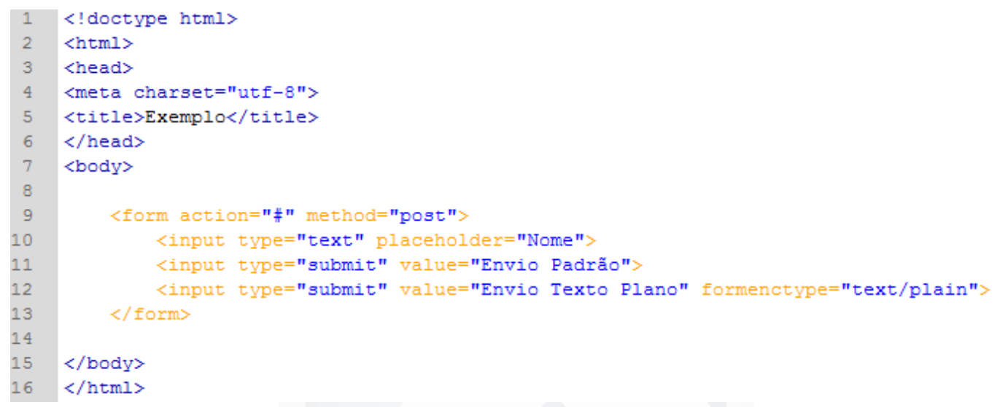 1 <!doctype html>
2 <html>
3 <head>
4 <meta charset="utf-8">
5 <title>Exemplo</title>
6 </head>
7 <body>
8
9 <form action="#" method="post">
10 <input type="text" placeholder="Nome">
11 <input type="submit" value="Envio Padrão">
12 <input type="submit" value="Envio Texto Plano" formenctype="text/plain">
13 </form>
14
15 </body>
16 </html>